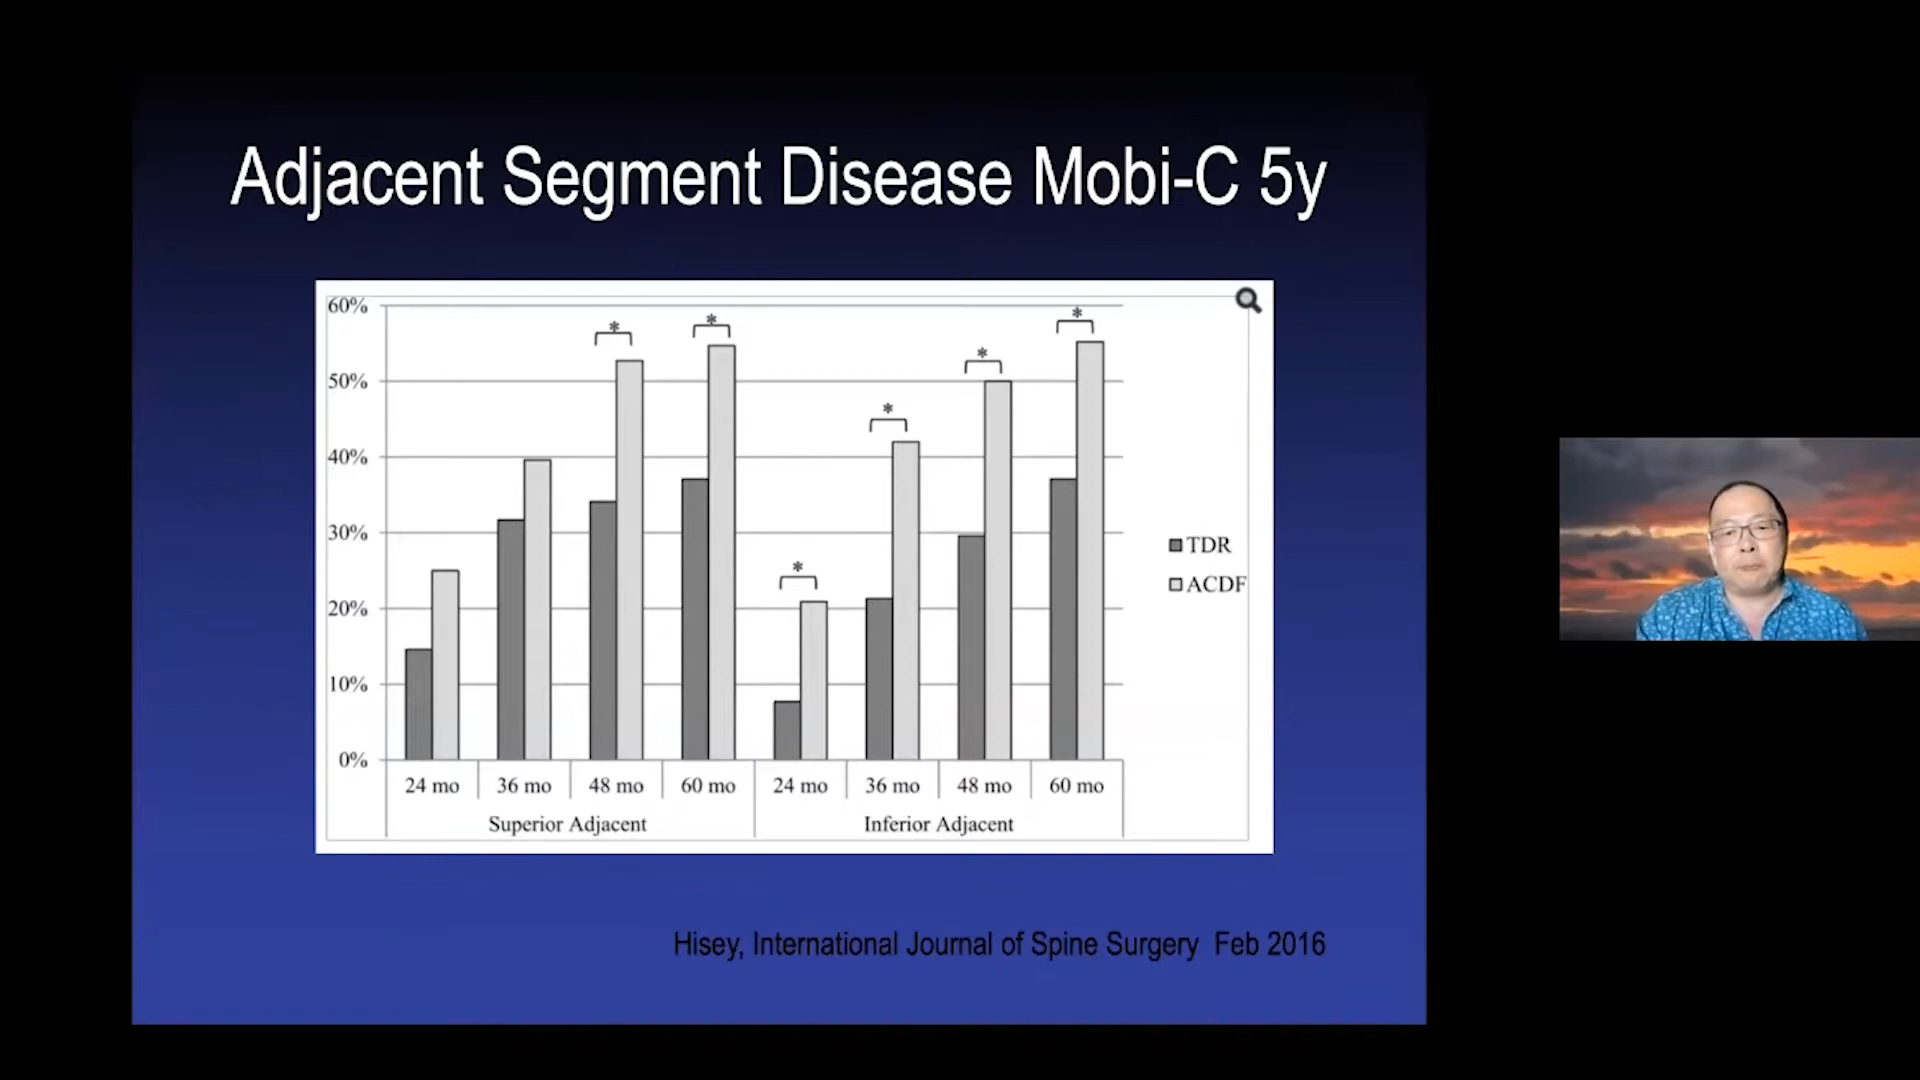 Adjacent Segment Disease Mobi-C 5y
60%
50%
40%
30%
20%
10%
0%
* * * * * *
TDR
ACDF
24 mo 36 mo 48 mo 60 mo 24 mo 36 mo 48 mo 60 mo
Superior Adjacent Inferior Adjacent
Hisey, International Journal of Spine Surgery Feb 2016